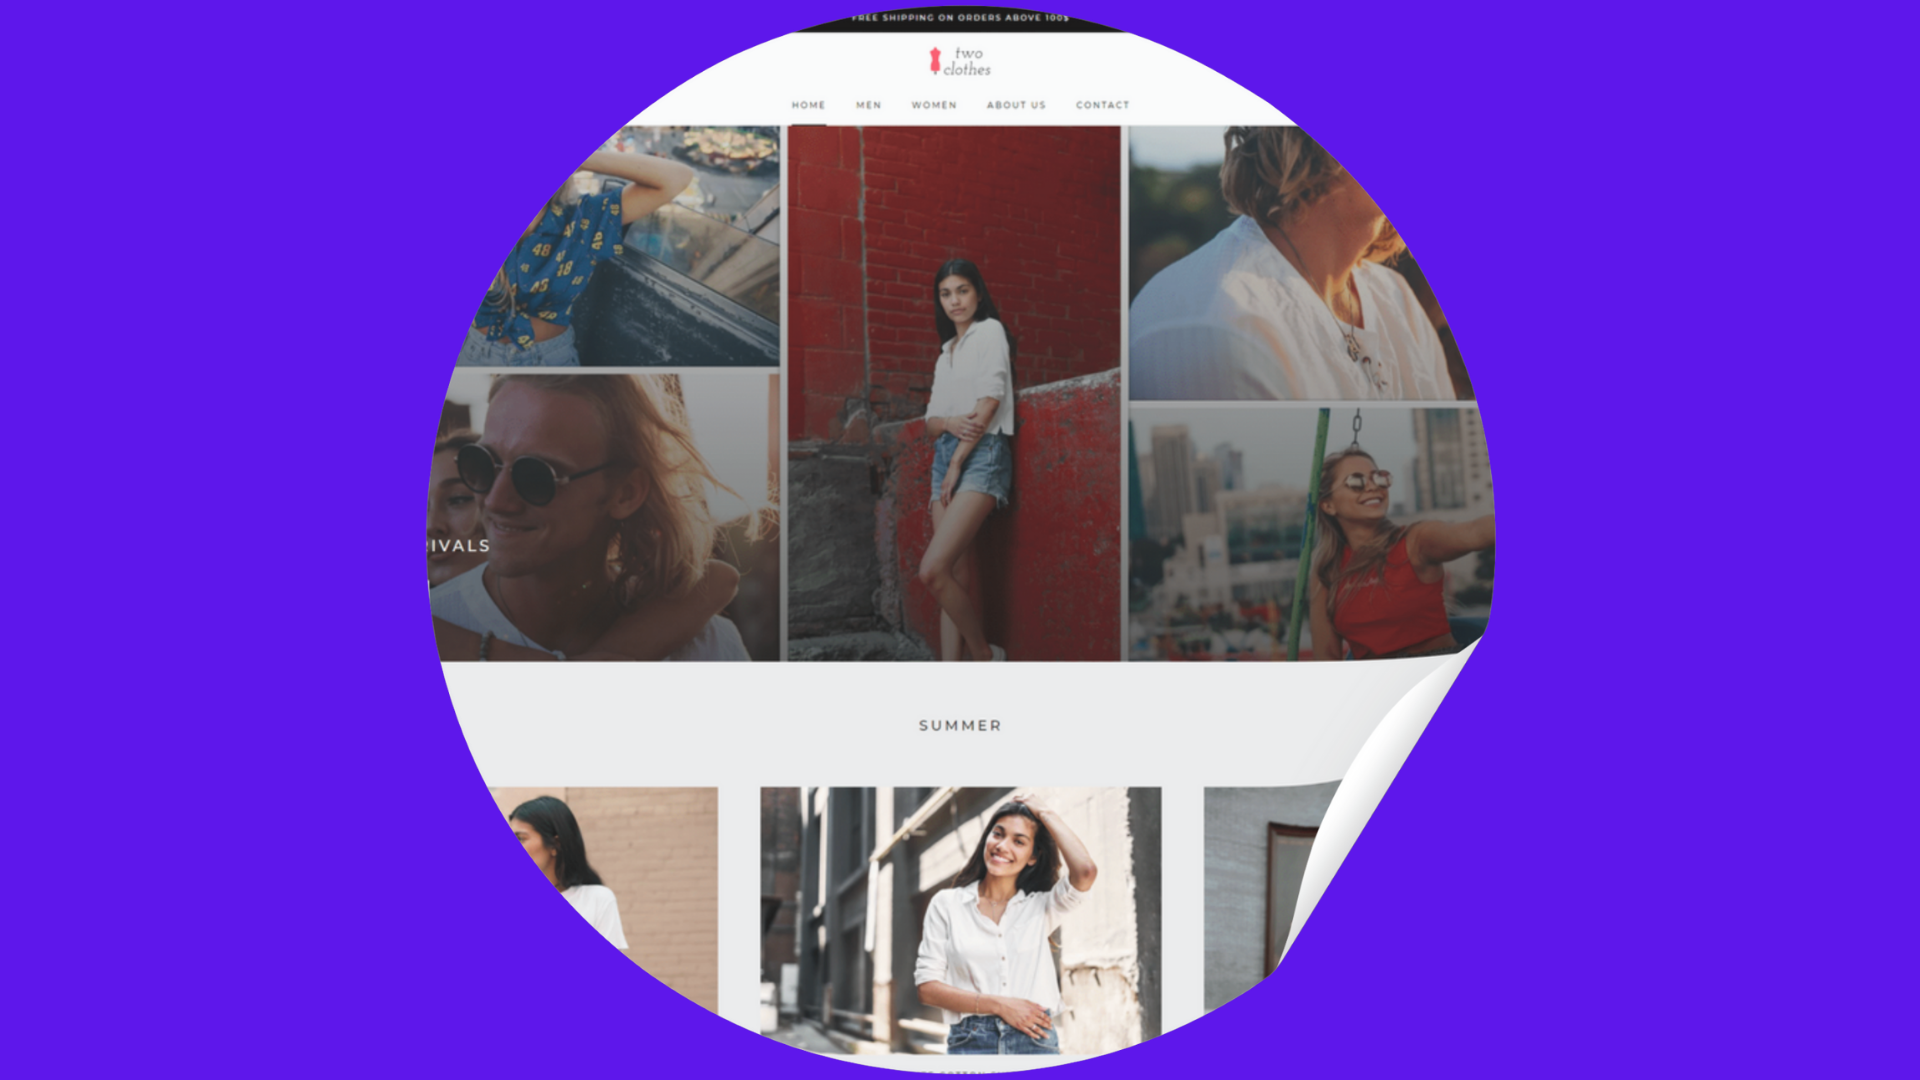 FREE SHIPPING ON ORDERS ABOVE 100$
two
clothes
HOME MEN WOMEN ABOUT US CONTACT
IVALS
SUMMER